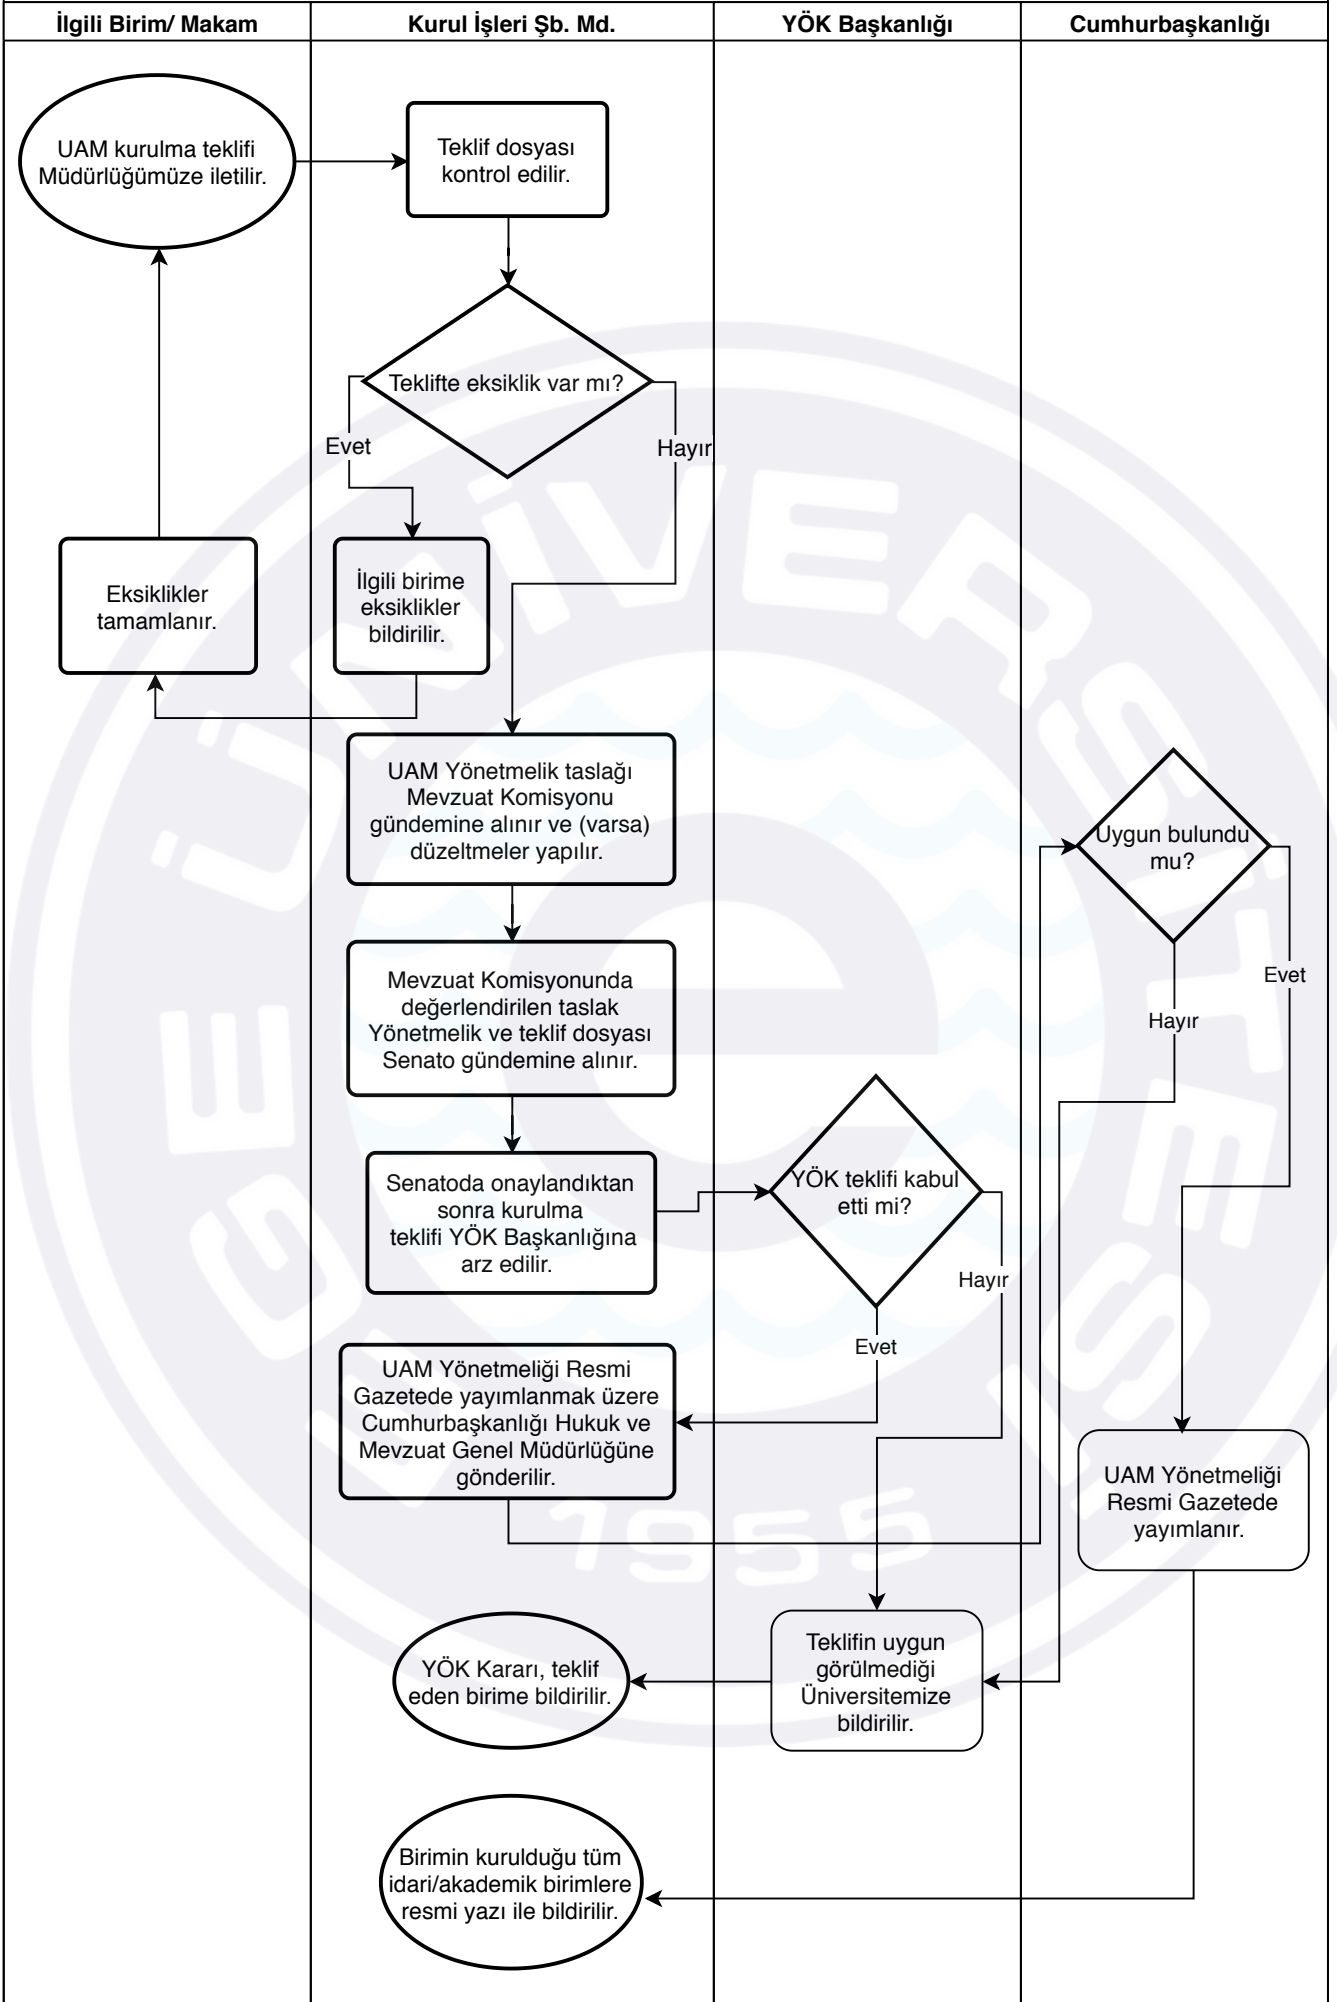 İlgili Birim/ Makam
Kurul İşleri Şb. Md.
YÖK Başkanlığı
Cumhurbaşkanlığı
UAM kurulma teklifi
Müdürlüğümüze iletilir.
Teklif dosyası
kontrol edilir.
Teklifte eksiklik var mı?
Evet
Hayır
Eksiklikler
tamamlanır.
İlgili birime
eksiklikler
bildirilir.
UAM Yönetmelik taslağı
Mevzuat Komisyonu
gündemine alınır ve (varsa)
düzeltmeler yapılır.
Uygun bulundu
mu?
Evet
Hayır
Mevzuat Komisyonunda
değerlendirilen taslak
Yönetmelik ve teklif dosyası
Senato gündemine alınır.
Senatoda onaylandıktan
sonra kurulma
teklifi YÖK Başkanlığına
arz edilir.
YÖK teklifi kabul
etti mi?
Hayır
Evet
UAM Yönetmeliği Resmi
Gazetede yayımlanmak üzere
Cumhurbaşkanlığı Hukuk ve
Mevzuat Genel Müdürlüğüne
gönderilir.
UAM Yönetmeliği
Resmi Gazetede
yayımlanır.
Teklifin uygun
görülmediği
Üniversitemize
bildirilir.
YÖK Kararı, teklif
eden birime bildirilir.
Birimin kurulduğu tüm
idari/akademik birimlere
resmi yazı ile bildirilir.
EGE ÜNİVERSİTESİ
1955